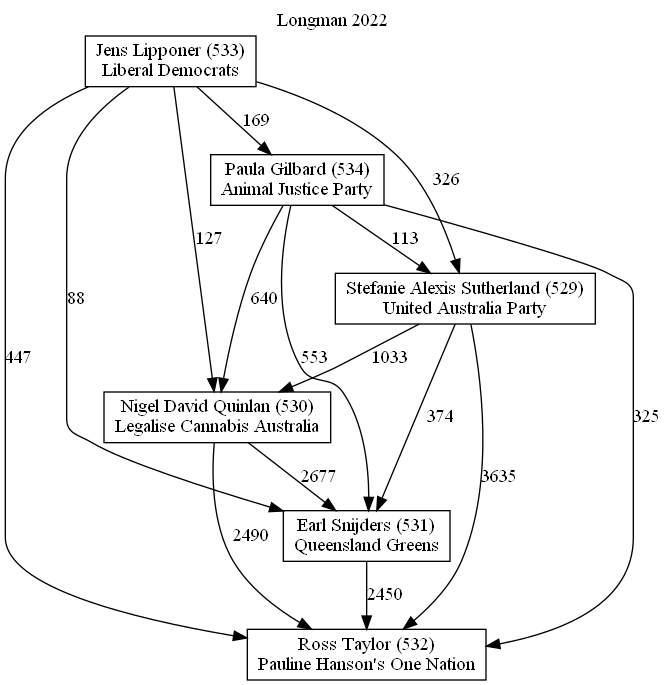 Longman 2022
Jens Lipponer (533)
Liberal Democrats
169
Paula Gilbard (534)
Animal Justice Party
326
127
113
Stefanie Alexis Sutherland (529)
United Australia Party
88
640
447
553
1033
325
Nigel David Quinlan (530)
Legalise Cannabis Australia
374
2677
3635
Earl Snijders (531)
Queensland Greens
2490
2450
Ross Taylor (532)
Pauline Hanson's One Nation